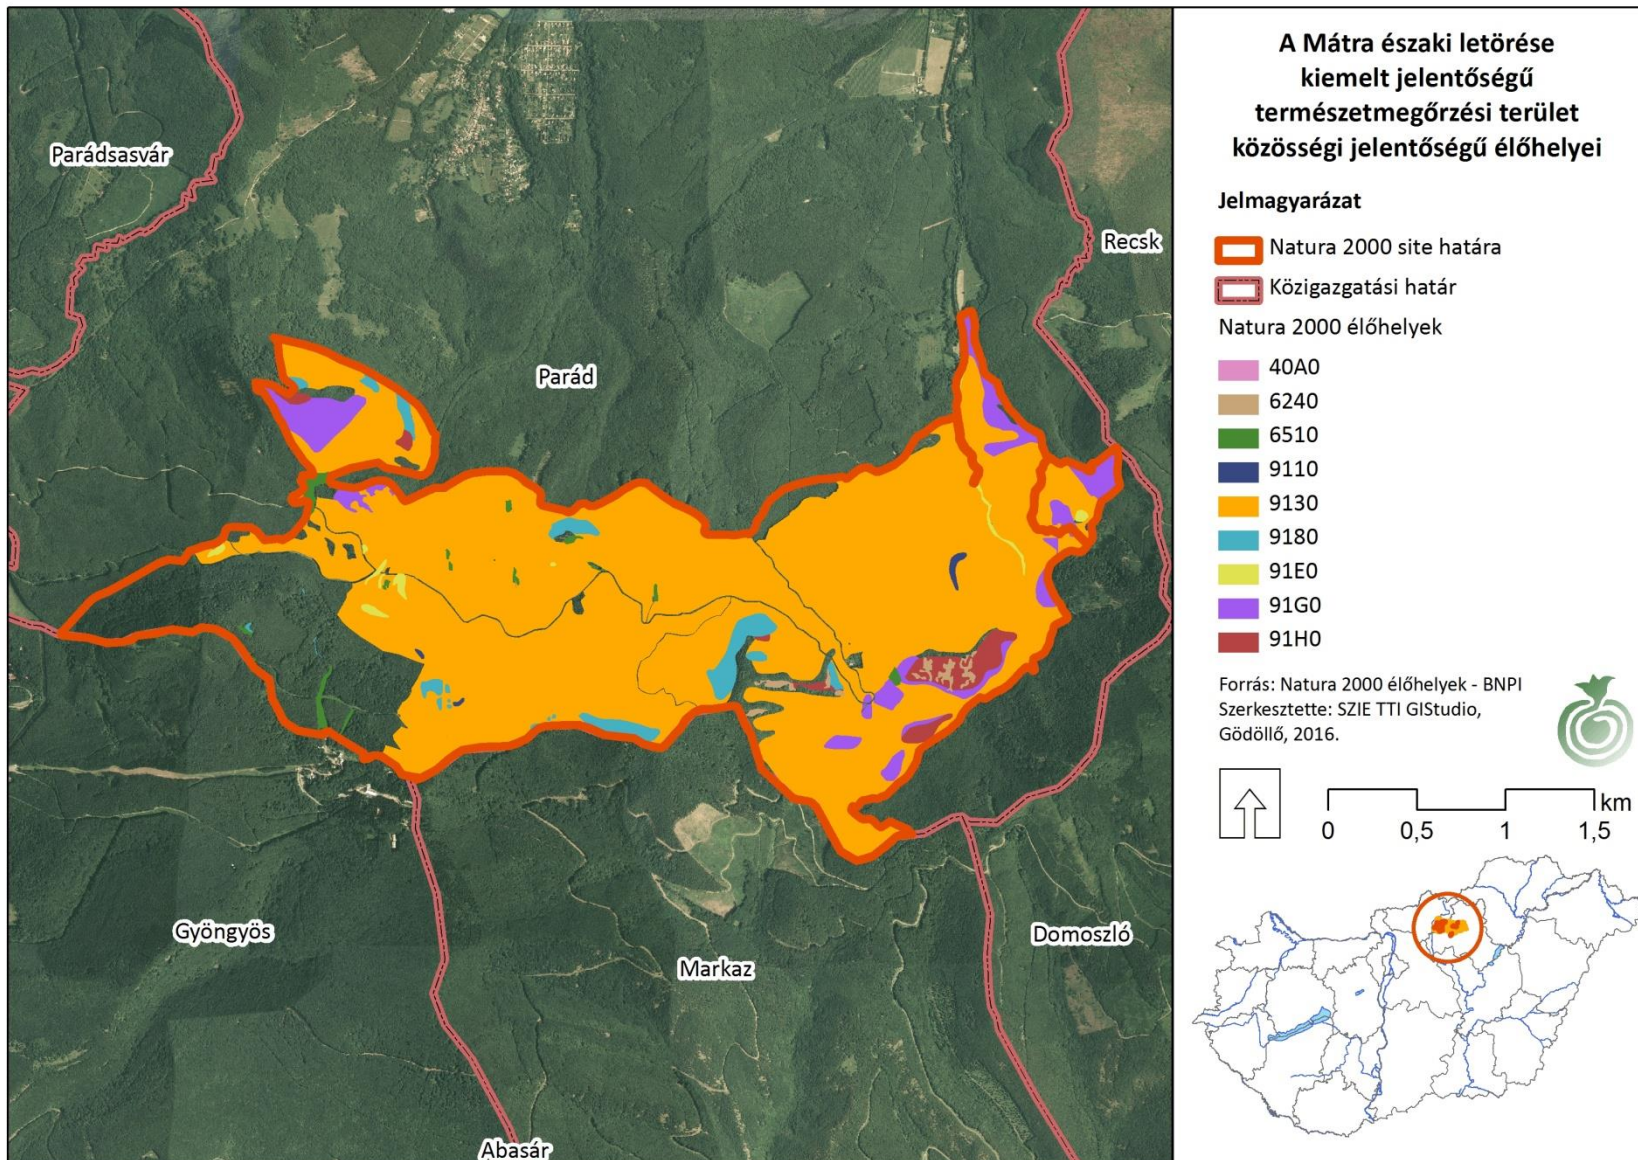 A Mátra északi letörése
kiemelt jelentőségű
természetmegőrzési terület
közösségi jelentőségű élőhelyei
Jelmagyarázat
Natura 2000 site határa
Közigazgatási határ
Natura 2000 élőhelyek
40A0
6240
6510
9110
9130
9180
91E0
91G0
91H0
Forrás: Natura 2000 élőhelyek - BNPI
Szerkesztette: SZIE TTI GIStudio,
Gödöllő, 2016.
km
0 0,5 1 1,5
Parádsasvár
Recsk
Parád
Gyöngyös
Domoszló
Markaz
Abasár